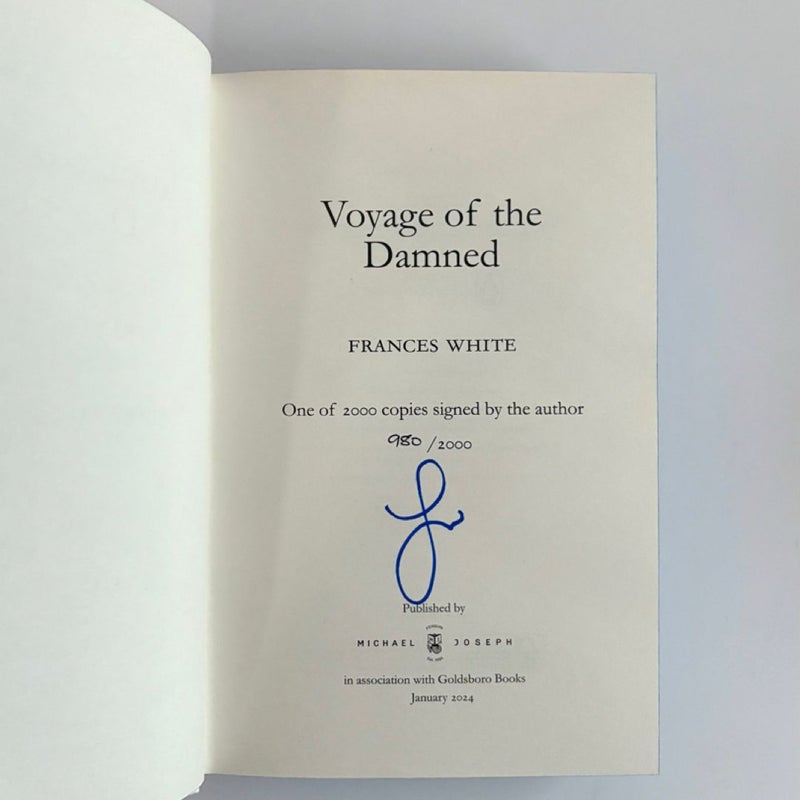 Voyage of the
Damned
FRANCES WHITE
One of 2000 copies signed by the author
980 /2000
Published by
MICHAEL JOSEPH
in association with Goldsboro Books
January 2024